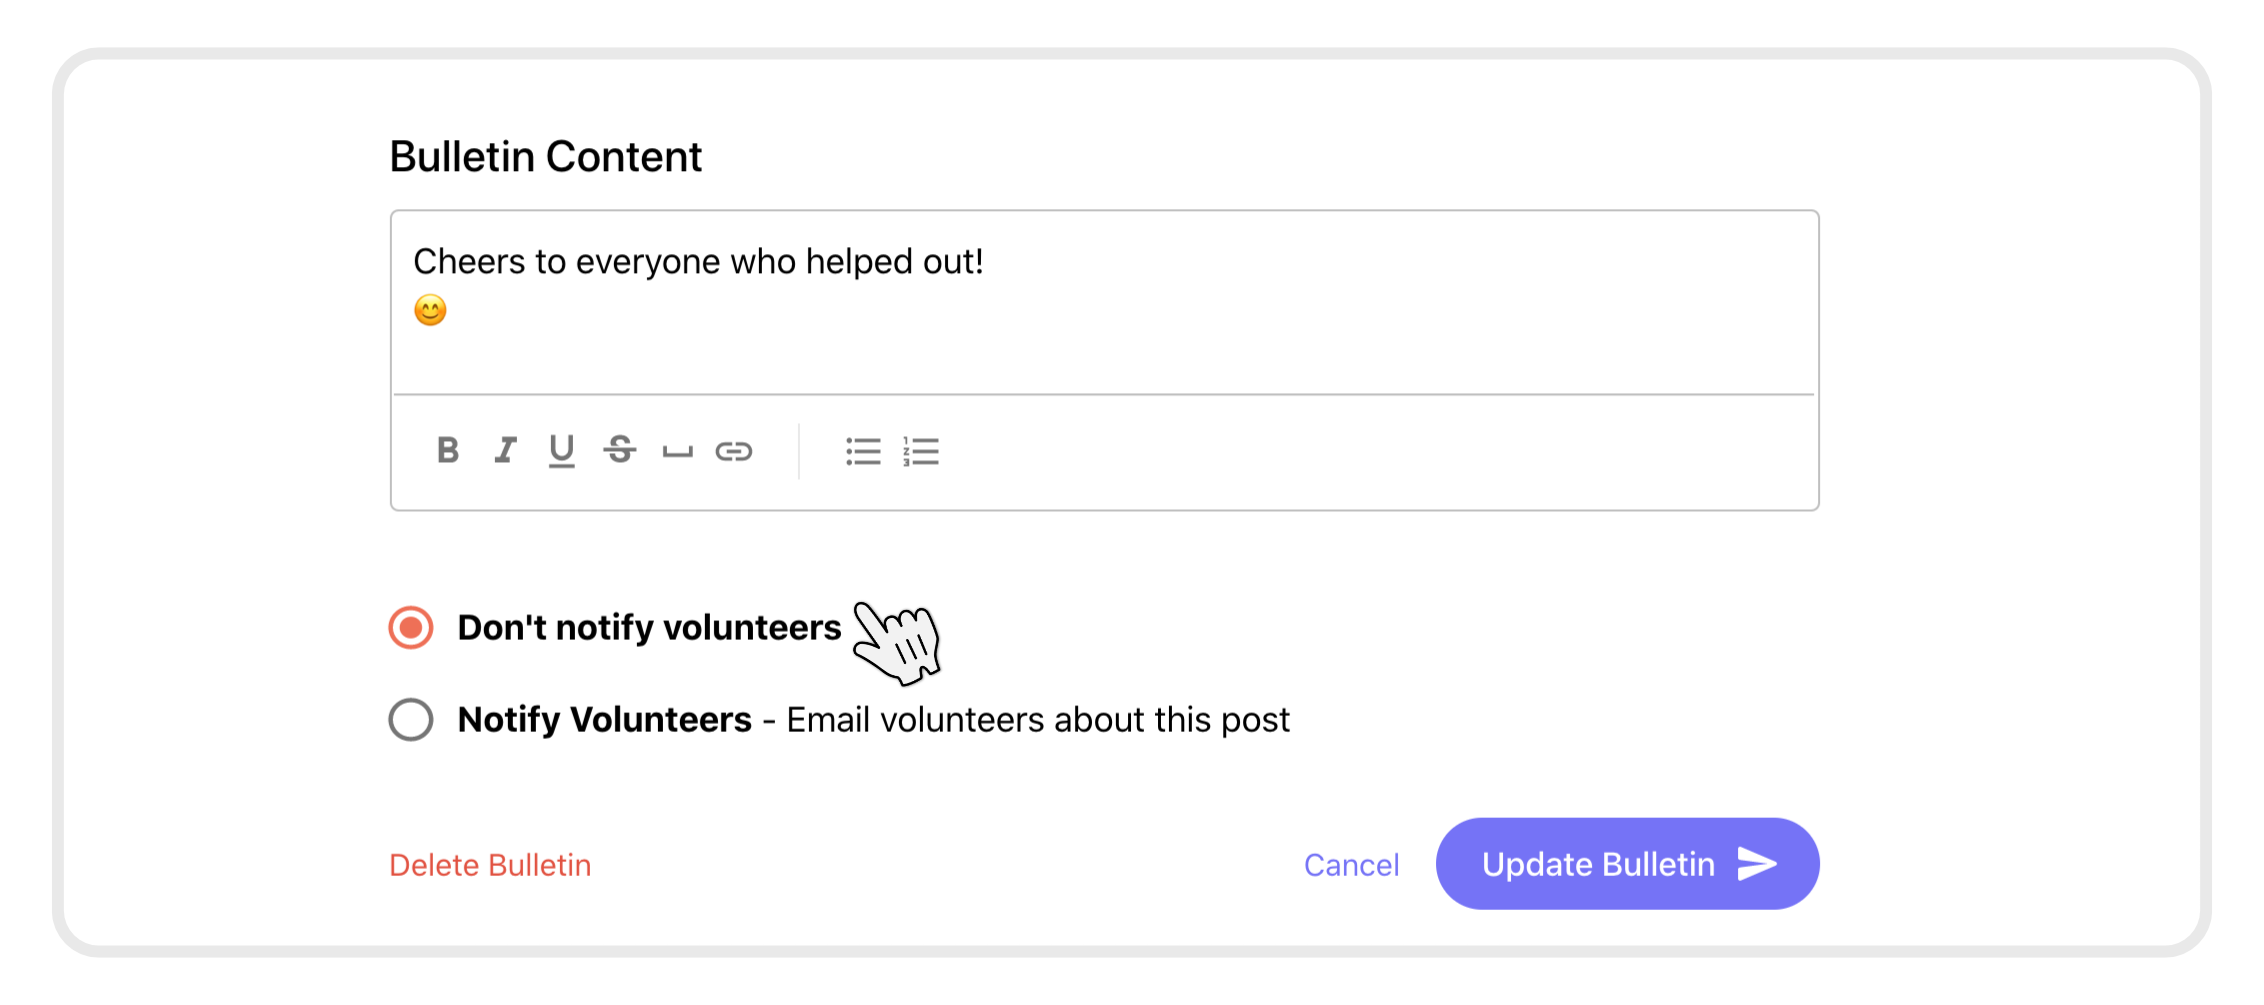 Bulletin Content
Cheers to everyone who helped out!
😊
B I U S
Don't notify volunteers
Notify Volunteers - Email volunteers about this post
Delete Bulletin
Cancel
Update Bulletin